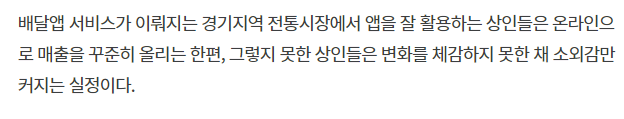 배달앱 서비스가 이뤄지는 경기지역 전통시장에서 앱을 잘 활용하는 상인들은 온라인으
로 매출을 꾸준히 올리는 한편, 그렇지 못한 상인들은 변화를 체감하지 못한 채 소외감만
커지는 실정이다.